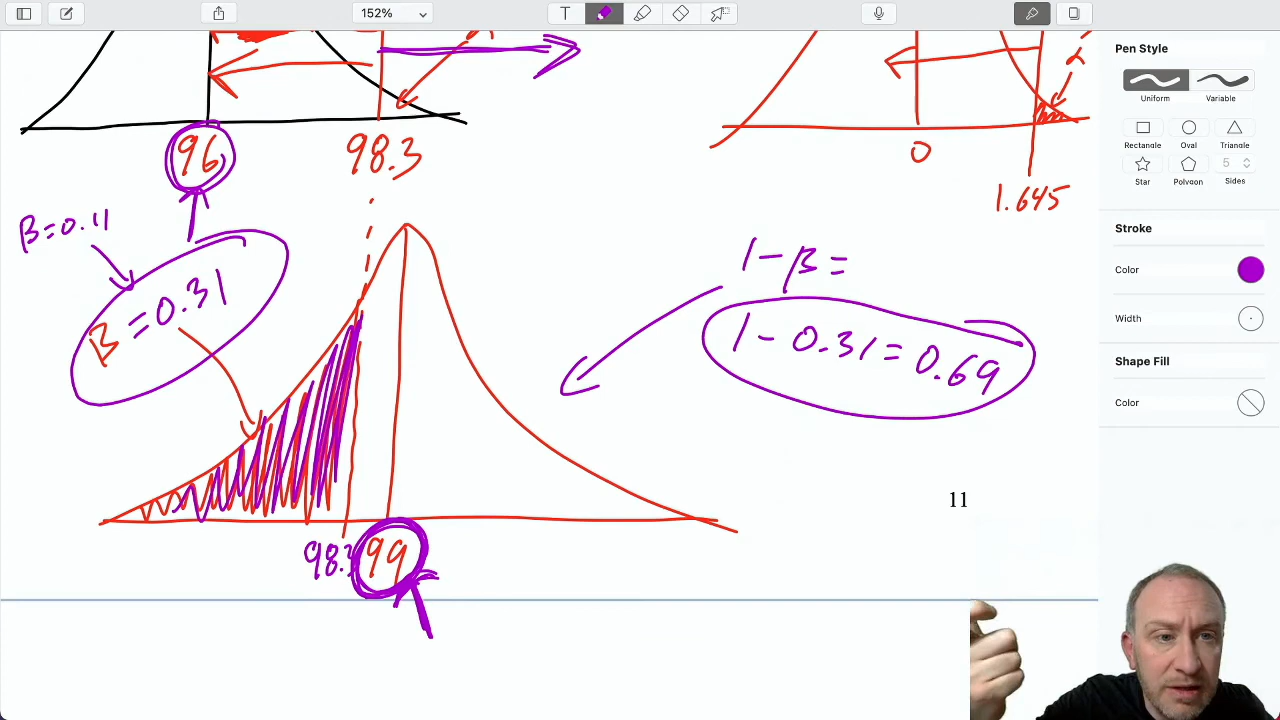 152%
T
Pen Style
Uniform
Variable
Rectangle
Oval
Triangle
Star
Polygon
5
Sides
Stroke
Color
Width
Shape Fill
Color
96
98.3
0
1.645
α
β=0.11
β=0.31
1-β=
1-0.31=0.69
98.3
99
11